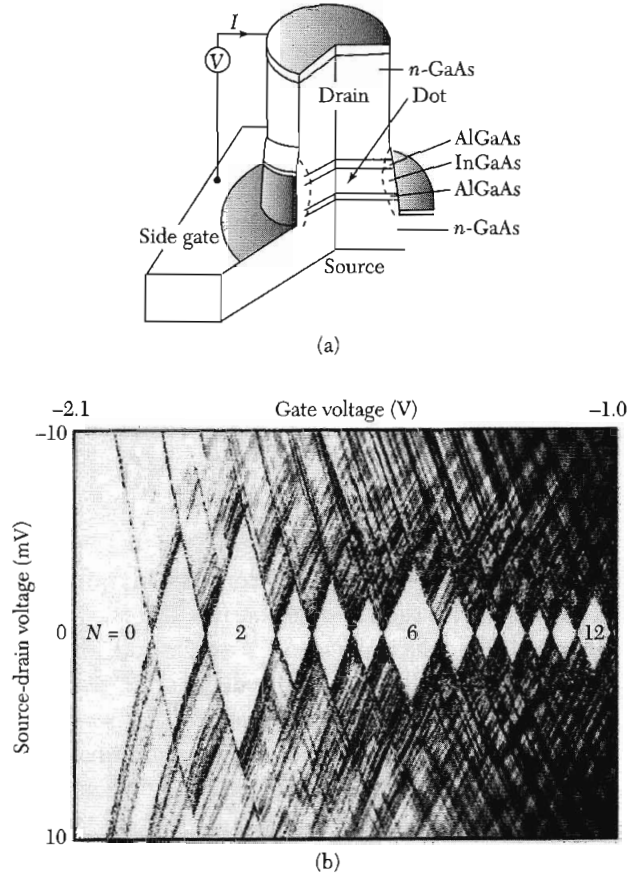 I
V
n-GaAs
Drain
Dot
AlGaAs
InGaAs
AlGaAs
Side gate
n-GaAs
Source
(a)
−2.1 Gate voltage (V) −1.0
−10
Source-drain voltage (mV)
0 N = 0 2 6 12
10
(b)